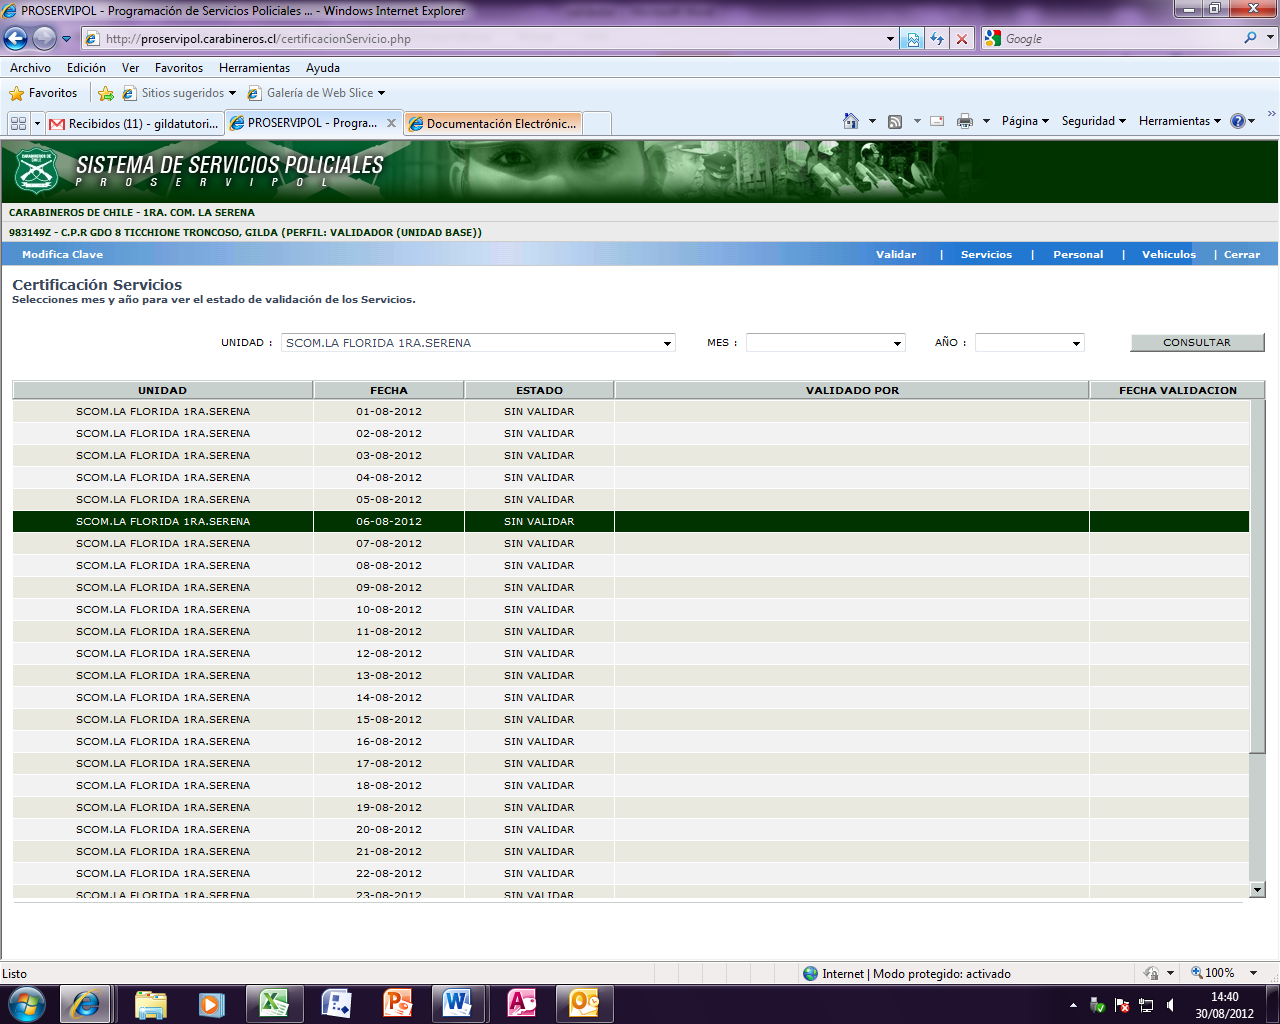 PROSERVIPOL - Programación de Servicios Policiales ... - Windows Internet Explorer
http://proservipol.carabineros.cl/certificacionServicio.php
Google
Archivo Edición Ver Favoritos Herramientas Ayuda
Favoritos Sitios sugeridos Galería de Web Slice
Recibidos (11) - gildatutori... PROSERVIPOL - Progra... Documentación Electrónic... Página Seguridad Herramientas
CARABINEROS DE CHILE
SISTEMA DE SERVICIOS POLICIALES
PROSERVIPOL
CARABINEROS DE CHILE - 1RA. COM. LA SERENA
983149Z - C.P.R GDO 8 TICCHIONE TRONCOSO, GILDA (PERFIL: VALIDADOR (UNIDAD BASE))
Modifica Clave Validar | Servicios | Personal | Vehiculos | Cerrar
Certificación Servicios
Selecciones mes y año para ver el estado de validación de los Servicios.
UNIDAD : SCOM.LA FLORIDA 1RA.SERENA MES : AÑO : CONSULTAR
UNIDAD FECHA ESTADO VALIDADO POR FECHA VALIDACION
SCOM.LA FLORIDA 1RA.SERENA 01-08-2012 SIN VALIDAR
SCOM.LA FLORIDA 1RA.SERENA 02-08-2012 SIN VALIDAR
SCOM.LA FLORIDA 1RA.SERENA 03-08-2012 SIN VALIDAR
SCOM.LA FLORIDA 1RA.SERENA 04-08-2012 SIN VALIDAR
SCOM.LA FLORIDA 1RA.SERENA 05-08-2012 SIN VALIDAR
SCOM.LA FLORIDA 1RA.SERENA 06-08-2012 SIN VALIDAR
SCOM.LA FLORIDA 1RA.SERENA 07-08-2012 SIN VALIDAR
SCOM.LA FLORIDA 1RA.SERENA 08-08-2012 SIN VALIDAR
SCOM.LA FLORIDA 1RA.SERENA 09-08-2012 SIN VALIDAR
SCOM.LA FLORIDA 1RA.SERENA 10-08-2012 SIN VALIDAR
SCOM.LA FLORIDA 1RA.SERENA 11-08-2012 SIN VALIDAR
SCOM.LA FLORIDA 1RA.SERENA 12-08-2012 SIN VALIDAR
SCOM.LA FLORIDA 1RA.SERENA 13-08-2012 SIN VALIDAR
SCOM.LA FLORIDA 1RA.SERENA 14-08-2012 SIN VALIDAR
SCOM.LA FLORIDA 1RA.SERENA 15-08-2012 SIN VALIDAR
SCOM.LA FLORIDA 1RA.SERENA 16-08-2012 SIN VALIDAR
SCOM.LA FLORIDA 1RA.SERENA 17-08-2012 SIN VALIDAR
SCOM.LA FLORIDA 1RA.SERENA 18-08-2012 SIN VALIDAR
SCOM.LA FLORIDA 1RA.SERENA 19-08-2012 SIN VALIDAR
SCOM.LA FLORIDA 1RA.SERENA 20-08-2012 SIN VALIDAR
SCOM.LA FLORIDA 1RA.SERENA 21-08-2012 SIN VALIDAR
SCOM.LA FLORIDA 1RA.SERENA 22-08-2012 SIN VALIDAR
SCOM.LA FLORIDA 1RA.SERENA 23-08-2012 SIN VALIDAR
Listo Internet | Modo protegido: activado 100%
14:40
30/08/2012